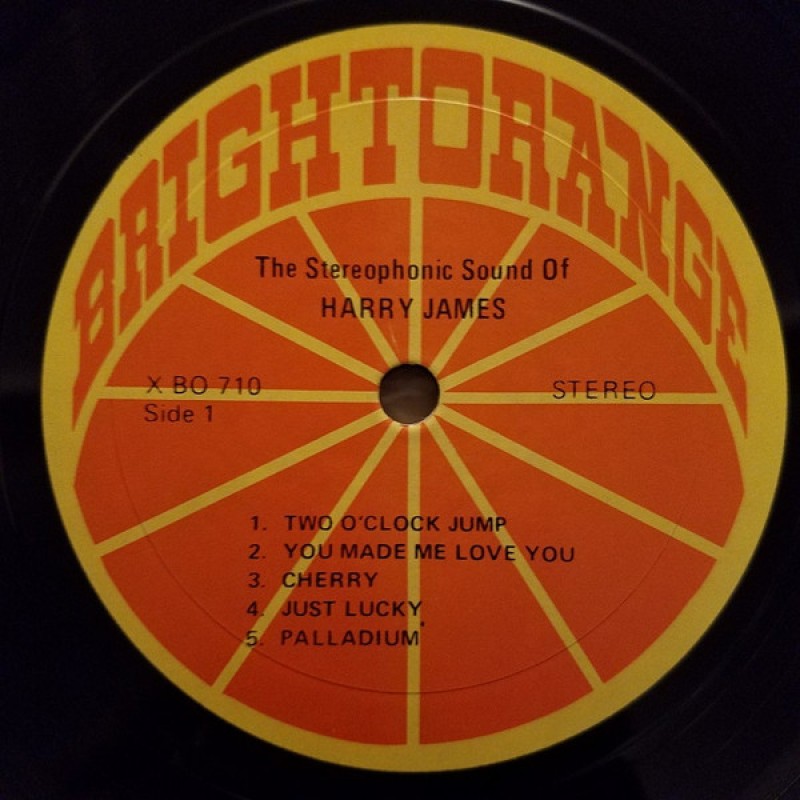 BRIGHTORANGE
The Stereophonic Sound Of
HARRY JAMES
X BO 710
STEREO
Side 1
1. TWO O'CLOCK JUMP
2. YOU MADE ME LOVE YOU
3. CHERRY
4. JUST LUCKY
5. PALLADIUM